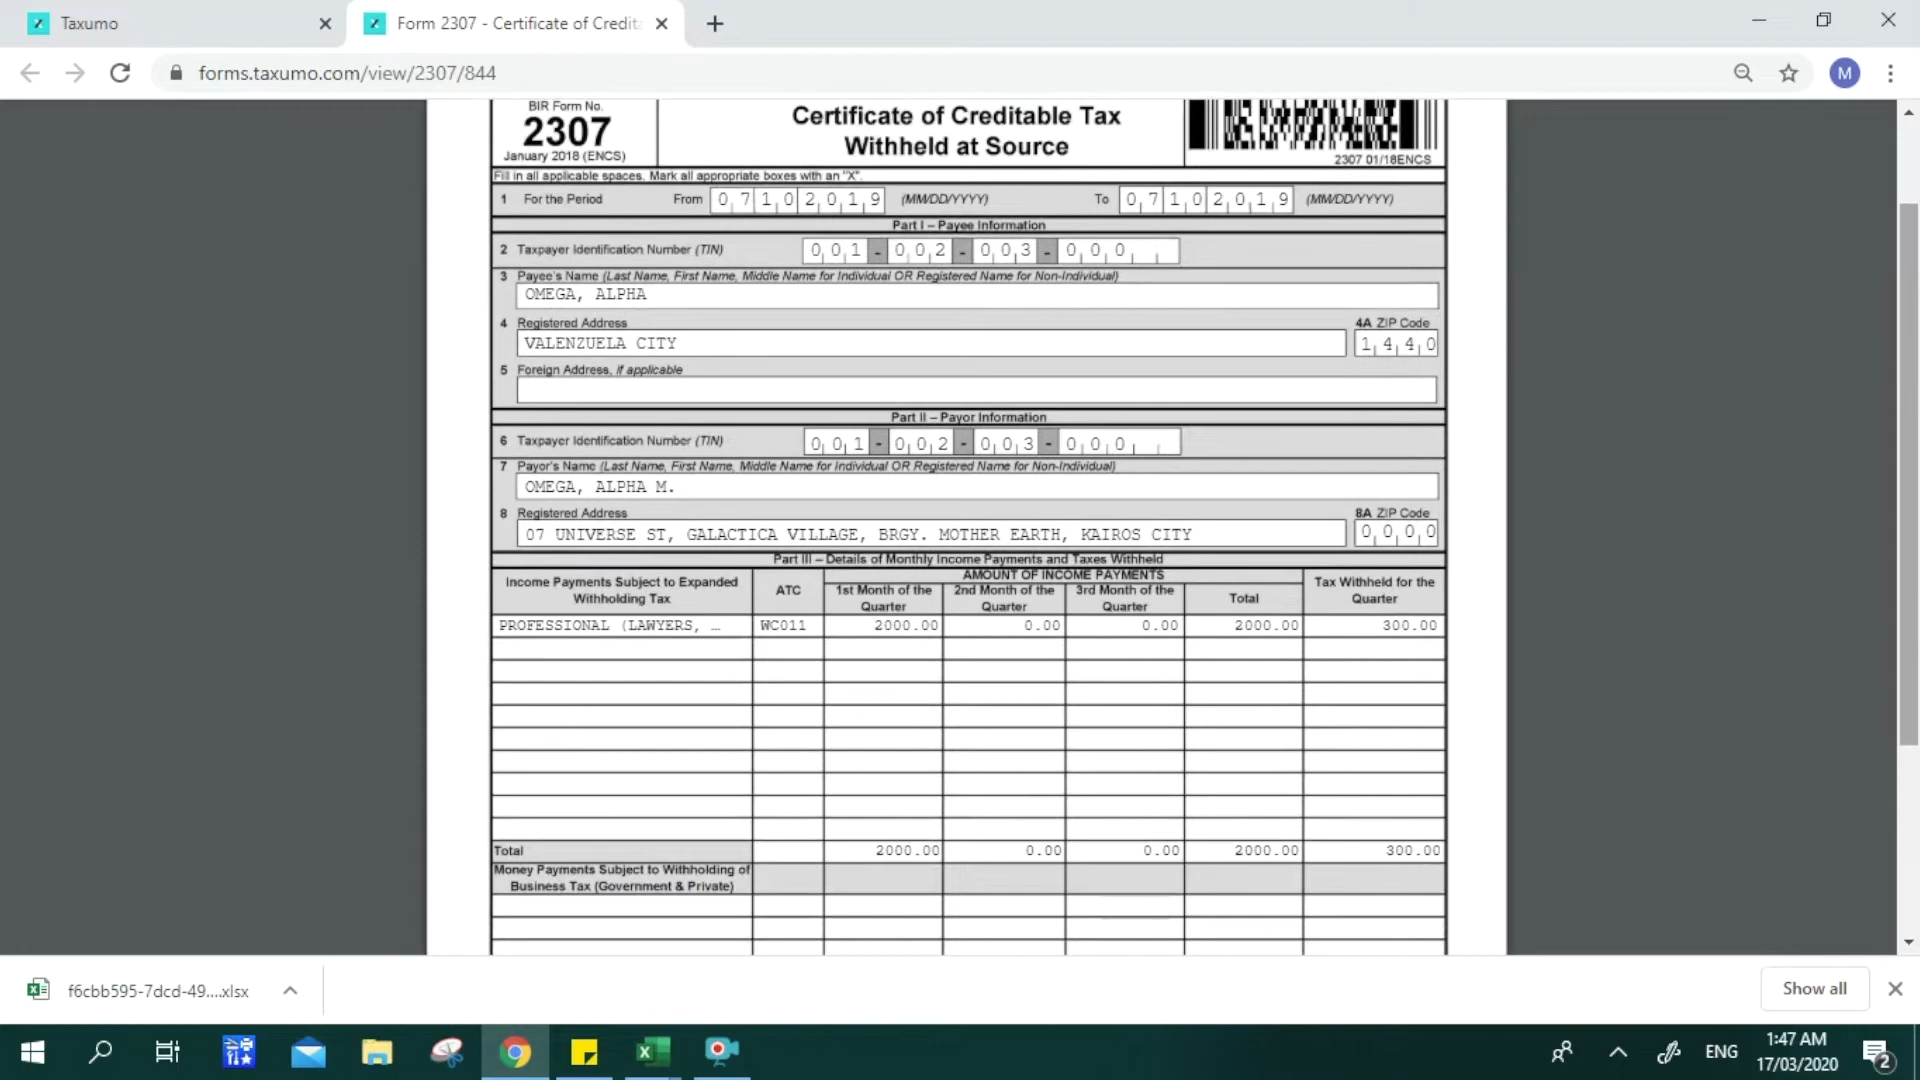 Taxumo
Form 2307 - Certificate of Credit
forms.taxumo.com/view/2307/844
M
BIR Form No.
2307
January 2018 (ENCS)
Certificate of Creditable Tax
Withheld at Source
2307 01/18ENCS
Fill in all applicable spaces. Mark all appropriate boxes with an "X".
1 For the Period From 07 10 2019 (MM/DD/YYYY) To 07 10 2019 (MM/DD/YYYY)
Part I – Payee Information
2 Taxpayer Identification Number (TIN) 001 - 002 - 003 - 000
3 Payee's Name (Last Name, First Name, Middle Name for Individual OR Registered Name for Non-Individual)
OMEGA, ALPHA
4 Registered Address 4A ZIP Code
VALENZUELA CITY 1440
5 Foreign Address, if applicable
Part II – Payor Information
6 Taxpayer Identification Number (TIN) 001 - 002 - 003 - 000
7 Payor's Name (Last Name, First Name, Middle Name for Individual OR Registered Name for Non-Individual)
OMEGA, ALPHA M.
8 Registered Address 8A ZIP Code
07 UNIVERSE ST, GALACTICA VILLAGE, BRGY. MOTHER EARTH, KAIROS CITY 0000
Part III – Details of Monthly Income Payments and Taxes Withheld
Income Payments Subject to Expanded
Withholding Tax
ATC
AMOUNT OF INCOME PAYMENTS
1st Month of the
Quarter
2nd Month of the
Quarter
3rd Month of the
Quarter
Total
Tax Withheld for the
Quarter
PROFESSIONAL (LAWYERS, … WC011 2000.00 0.00 0.00 2000.00 300.00
Total 2000.00 0.00 0.00 2000.00 300.00
Money Payments Subject to Withholding of
Business Tax (Government & Private)
f6cbb595-7dcd-49....xlsx
Show all
ENG
1:47 AM
17/03/2020
2